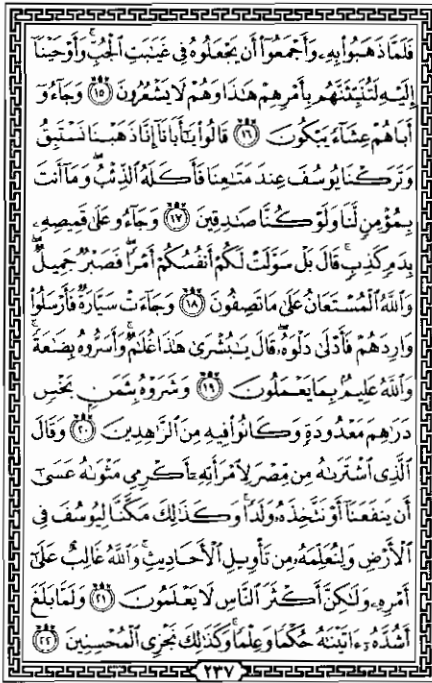 فَلَمَّا ذَهَبُوا۟ بِهِۦ وَأَجْمَعُوٓا۟ أَن يَجْعَلُوهُ فِى غَيَـٰبَتِ ٱلْجُبِّ ۚ وَأَوْحَيْنَآ
إِلَيْهِ لَتُنَبِّئَنَّهُم بِأَمْرِهِمْ هَـٰذَا وَهُمْ لَا يَشْعُرُونَ ١٥ وَجَآءُوٓ
أَبَاهُمْ عِشَآءً يَبْكُونَ ١٦ قَالُوا۟ يَـٰٓأَبَانَآ إِنَّا ذَهَبْنَا نَسْتَبِقُ
وَتَرَكْنَا يُوسُفَ عِندَ مَتَـٰعِنَا فَأَكَلَهُ ٱلذِّئْبُ ۖ وَمَآ أَنتَ
بِمُؤْمِنٍ لَّنَا وَلَوْ كُنَّا صَـٰدِقِينَ ١٧ وَجَآءُو عَلَىٰ قَمِيصِهِۦ
بِدَمٍ كَذِبٍ ۚ قَالَ بَلْ سَوَّلَتْ لَكُمْ أَنفُسُكُمْ أَمْرًا ۖ فَصَبْرٌ جَمِيلٌ ۖ
وَٱللَّهُ ٱلْمُسْتَعَانُ عَلَىٰ مَا تَصِفُونَ ١٨ وَجَآءَتْ سَيَّارَةٌ فَأَرْسَلُوا۟
وَارِدَهُمْ فَأَدْلَىٰ دَلْوَهُۥ ۖ قَالَ يَـٰبُشْرَىٰ هَـٰذَا غُلَـٰمٌ ۚ وَأَسَرُّوهُ بِضَـٰعَةً ۚ
وَٱللَّهُ عَلِيمٌۢ بِمَا يَعْمَلُونَ ١٩ وَشَرَوْهُ بِثَمَنٍۭ بَخْسٍ
دَرَٰهِمَ مَعْدُودَةٍ وَكَانُوا۟ فِيهِ مِنَ ٱلزَّٰهِدِينَ ٢٠ وَقَالَ
ٱلَّذِى ٱشْتَرَىٰهُ مِن مِّصْرَ لِٱمْرَأَتِهِۦٓ أَكْرِمِى مَثْوَىٰهُ عَسَىٰٓ
أَن يَنفَعَنَآ أَوْ نَتَّخِذَهُۥ وَلَدًا ۚ وَكَذَٰلِكَ مَكَّنَّا لِيُوسُفَ فِى
ٱلْأَرْضِ وَلِنُعَلِّمَهُۥ مِن تَأْوِيلِ ٱلْأَحَادِيثِ ۚ وَٱللَّهُ غَالِبٌ عَلَىٰٓ
أَمْرِهِۦ وَلَـٰكِنَّ أَكْثَرَ ٱلنَّاسِ لَا يَعْلَمُونَ ٢١ وَلَمَّا بَلَغَ
أَشُدَّهُۥٓ ءَاتَيْنَـٰهُ حُكْمًا وَعِلْمًا ۚ وَكَذَٰلِكَ نَجْزِى ٱلْمُحْسِنِينَ ٢٢
٢٣٧